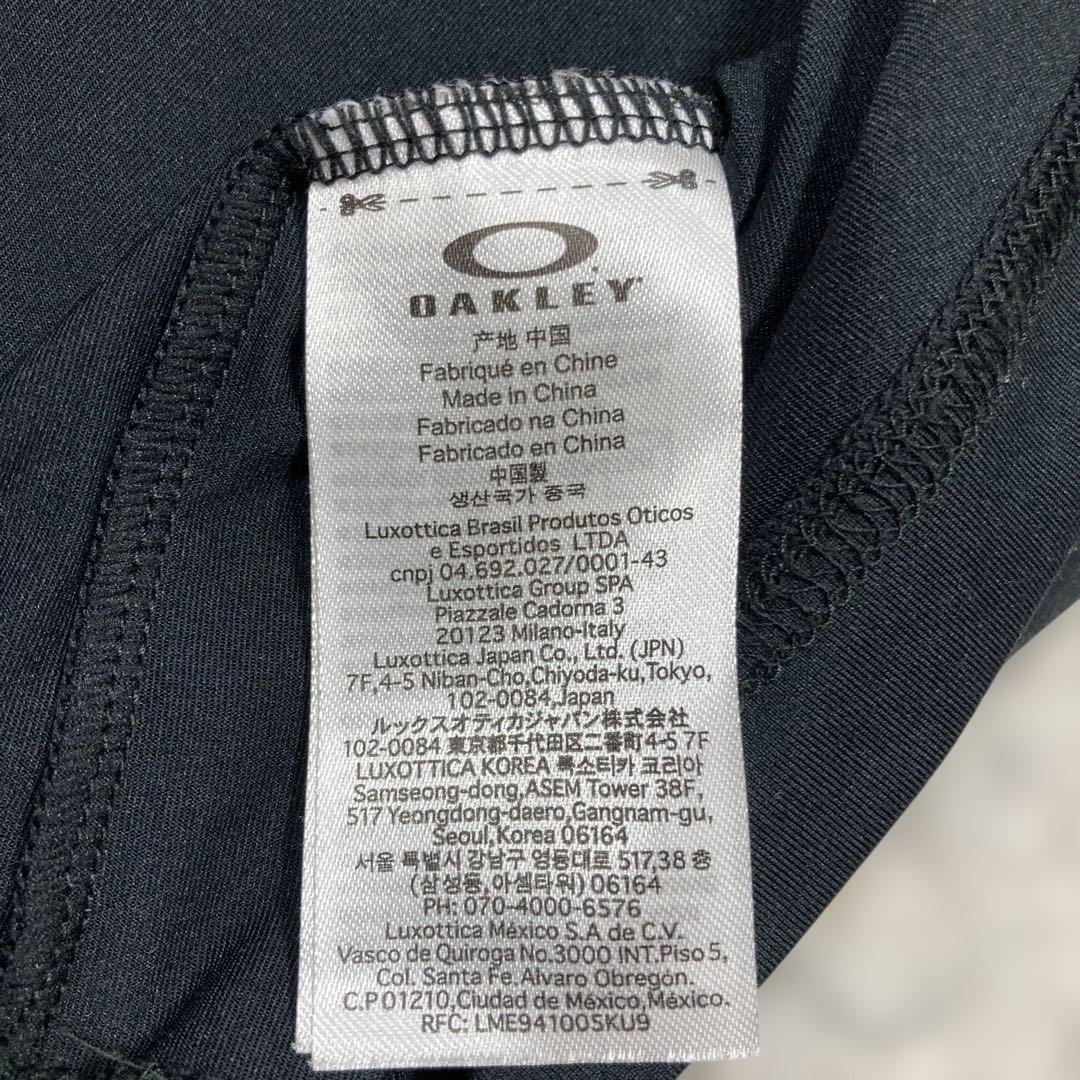 OAKLEY
产地 中国
Fabriqué en Chine
Made in China
Fabricado na China
Fabricado en China
中国製
생산국가 중국
Luxottica Brasil Produtos Oticos
e Esportidos LTDA
cnpj 04.692.027/0001-43
Luxottica Group SPA
Piazzale Cadorna 3
20123 Milano-Italy
Luxottica Japan Co., Ltd. (JPN)
7F,4-5 Niban-Cho,Chiyoda-ku,Tokyo,
102-0084,Japan
ルックスオティカジャパン株式会社
102-0084 東京都千代田区二番町4-5 7F
LUXOTTICA KOREA 룩소티카 코리아
Samseong-dong,ASEM Tower 38F,
517 Yeongdong-daero,Gangnam-gu,
Seoul,Korea 06164
서울 특별시 강남구 영동대로 517,38 층
(삼성동,아셈타워) 06164
PH: 070-4000-6576
Luxottica México S.A de C.V.
Vasco de Quiroga No.3000 INT.Piso 5,
Col. Santa Fe.Alvaro Obregón.
C.P 01210.Ciudad de México,México.
RFC: LME941005KU9